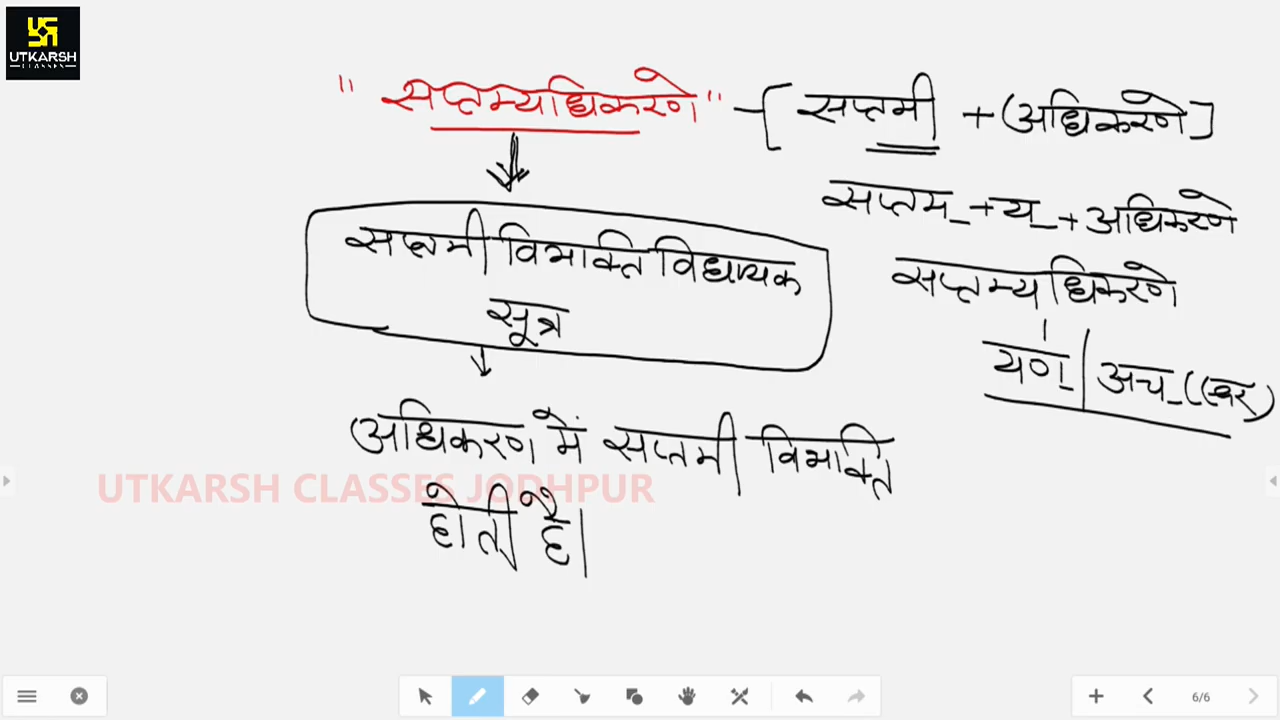 UTKARSH
CLASSES
"सप्तम्यधिकरणे" - [सप्तमी + (अधिकरणे]
सप्तम् + य् + अधिकरणे
सप्तम्यधिकरणे
यण् | अच् (स्वर)
सप्तमी विभक्ति विधायक
सूत्र
अधिकरण में सप्तमी विभक्ति
होती है।
UTKARSH CLASSES JODHPUR
6/6